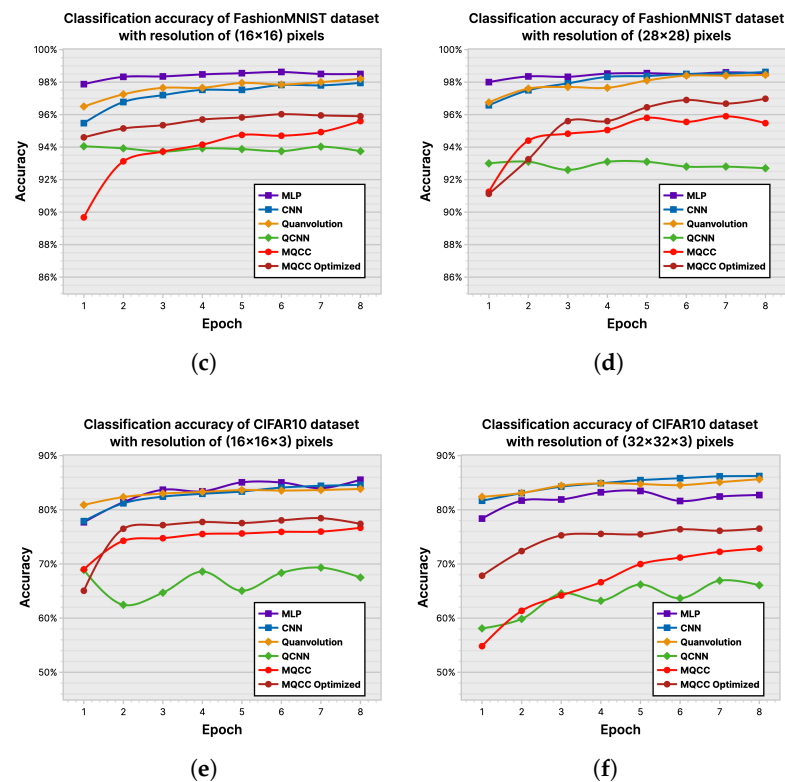 Classification accuracy of FashionMNIST dataset
with resolution of (16×16) pixels
100%
98%
96%
94%
92%
90%
88%
86%
Accuracy
MLP
CNN
Quanvolution
QCNN
MQCC
MQCC Optimized
1 2 3 4 5 6 7 8
Epoch
(c)
Classification accuracy of FashionMNIST dataset
with resolution of (28×28) pixels
100%
98%
96%
94%
92%
90%
88%
86%
Accuracy
MLP
CNN
Quanvolution
QCNN
MQCC
MQCC Optimized
1 2 3 4 5 6 7 8
Epoch
(d)
Classification accuracy of CIFAR10 dataset
with resolution of (16×16×3) pixels
90%
80%
70%
60%
50%
Accuracy
MLP
CNN
Quanvolution
QCNN
MQCC
MQCC Optimized
1 2 3 4 5 6 7 8
Epoch
(e)
Classification accuracy of CIFAR10 dataset
with resolution of (32×32×3) pixels
90%
80%
70%
60%
50%
Accuracy
MLP
CNN
Quanvolution
QCNN
MQCC
MQCC Optimized
1 2 3 4 5 6 7 8
Epoch
(f)